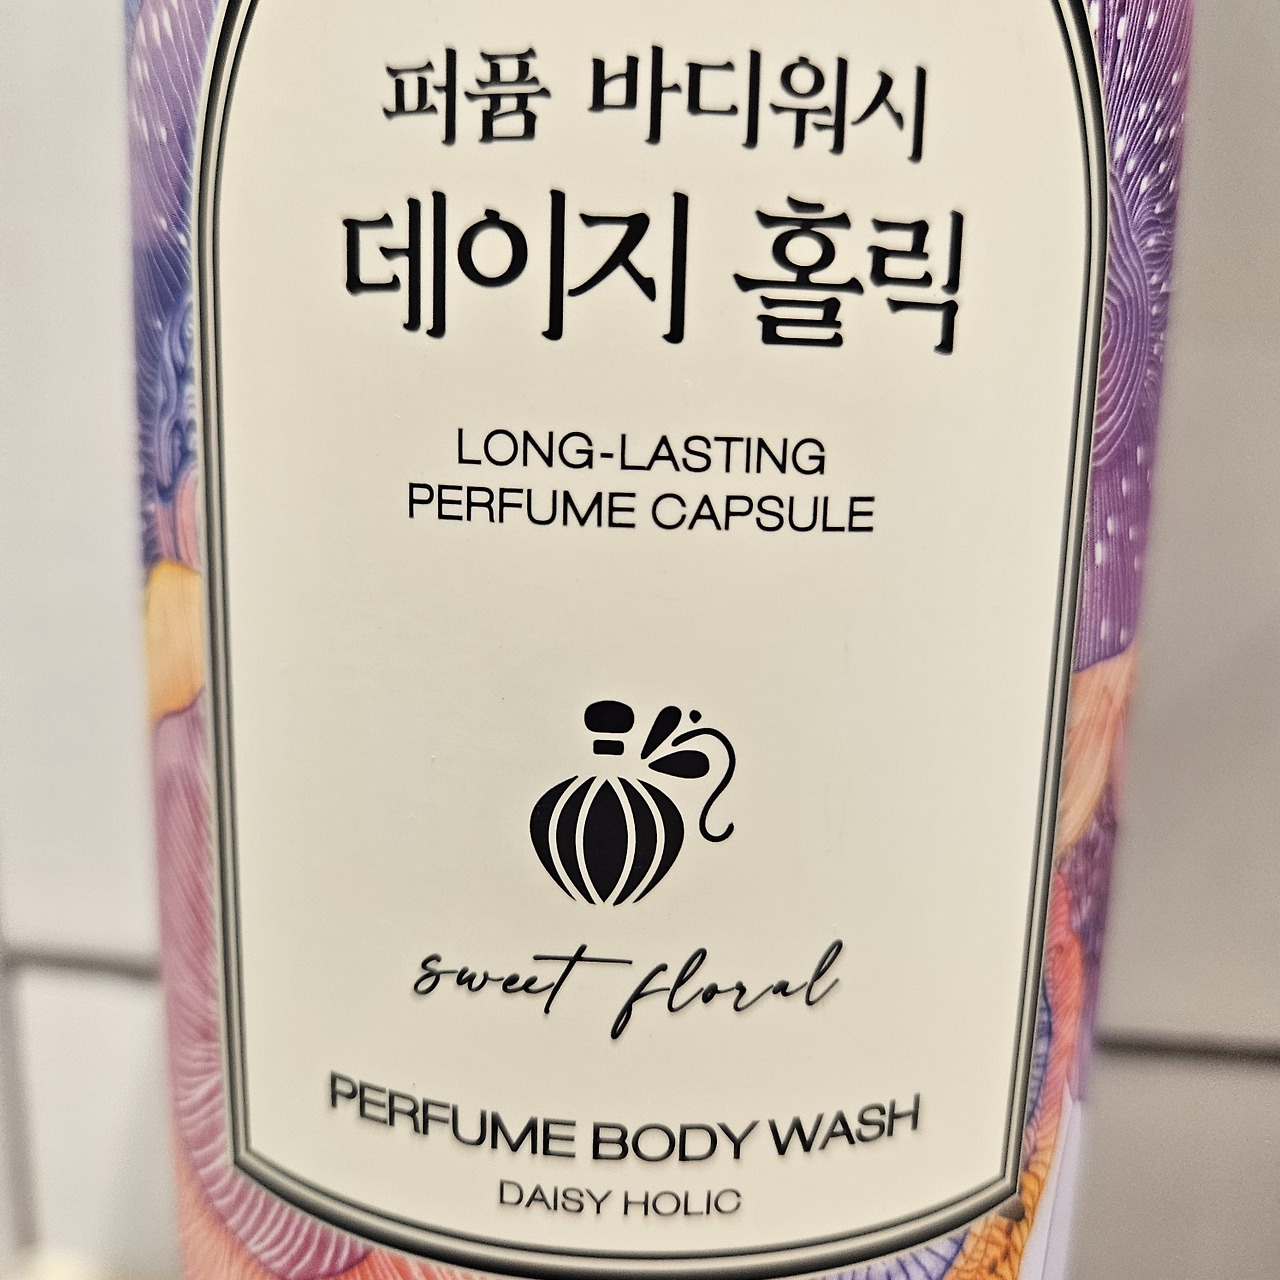 퍼퓸 바디워시
데이지 홀릭
LONG-LASTING
PERFUME CAPSULE
sweet floral
PERFUME BODY WASH
DAISY HOLIC